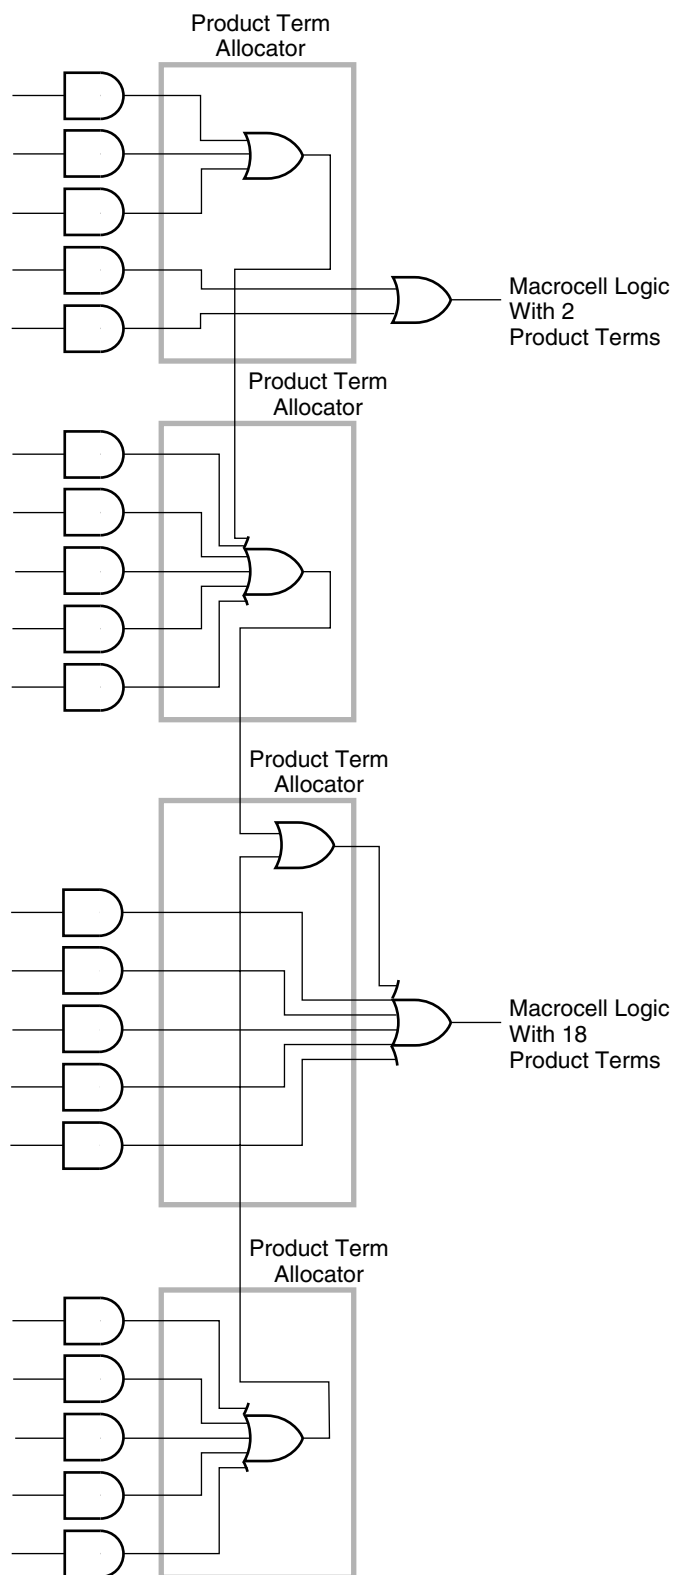 Product Term
Allocator
Macrocell Logic
With 2
Product Terms
Product Term
Allocator
Product Term
Allocator
Macrocell Logic
With 18
Product Terms
Product Term
Allocator